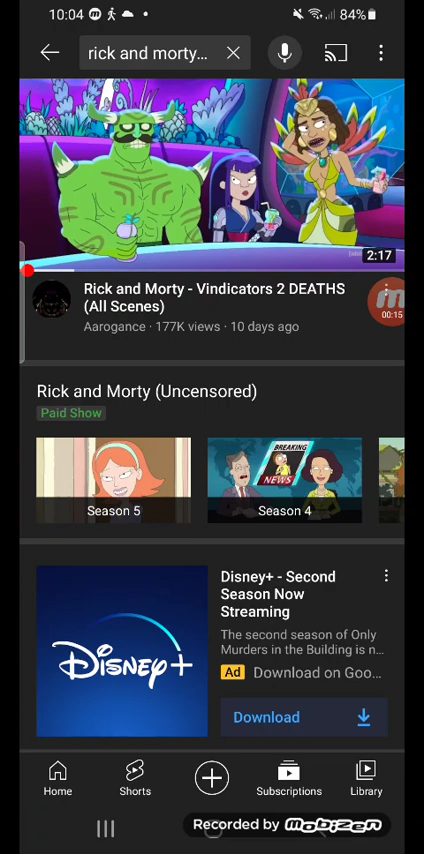 10:04
84%
rick and morty...
2:17
Rick and Morty - Vindicators 2 DEATHS
(All Scenes)
Aarogance · 177K views · 10 days ago
00:15
Rick and Morty (Uncensored)
Paid Show
BREAKING
NEWS
Season 5
Season 4
Disney+
Disney+ - Second
Season Now
Streaming
The second season of Only
Murders in the Building is n...
Ad Download on Goo...
Download
Home
Shorts
Subscriptions
Library
Recorded by mobizen